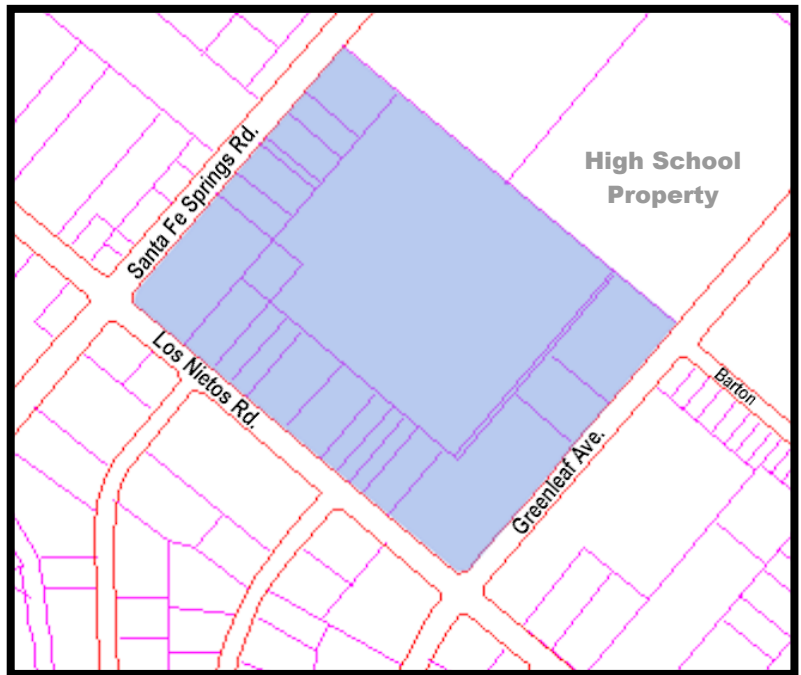 Santa Fe Springs Rd.
High School
Property
Los Nietos Rd.
Barton
Greenleaf Ave.